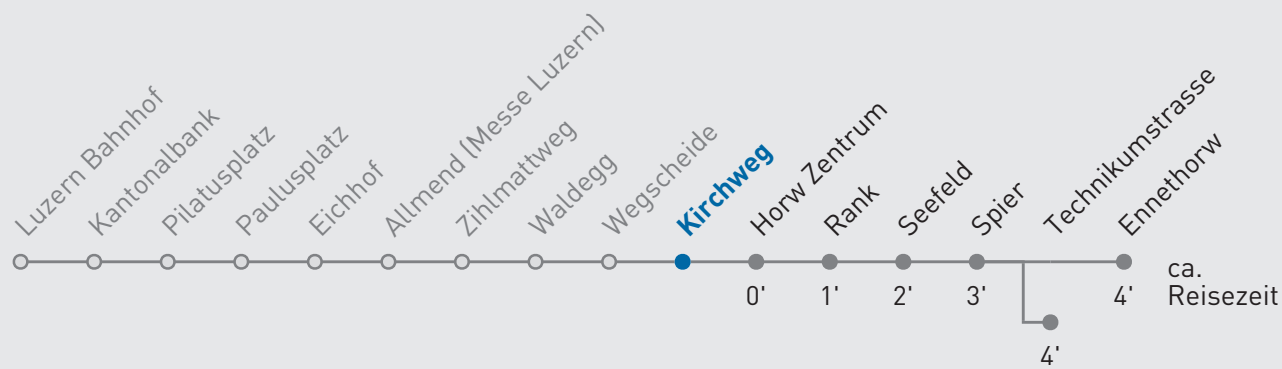 Luzern Bahnhof
Kantonalbank
Pilatusplatz
Paulusplatz
Eichhof
Allmend (Messe Luzern)
Zihlmattweg
Waldegg
Wegscheide
Kirchweg
Horw Zentrum
Rank
Seefeld
Spier
Technikumstrasse
Ennethorw
0' 1' 2' 3' 4' ca.
Reisezeit
4'